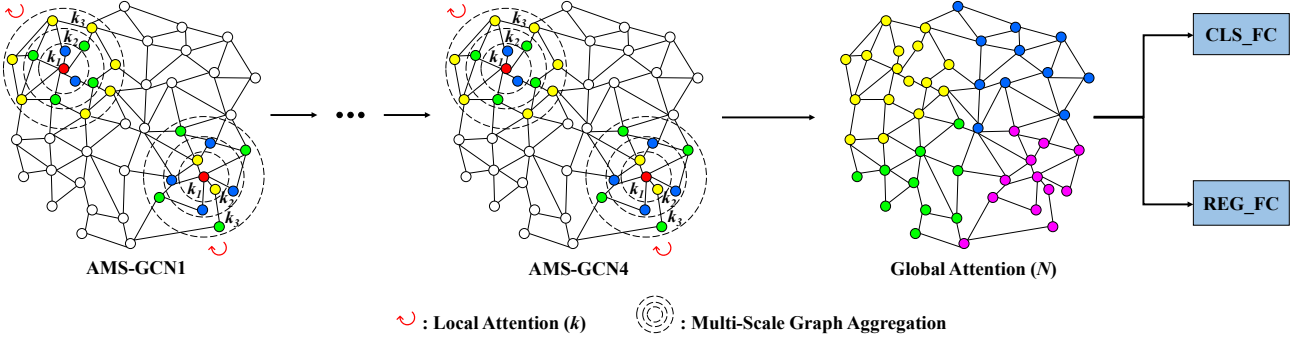 k3
k2
k1
k1
k2
k3
AMS-GCN1
•••
k3
k2
k1
k1
k2
k3
AMS-GCN4
Global Attention (N)
CLS_FC
REG_FC
: Local Attention (k)
: Multi-Scale Graph Aggregation